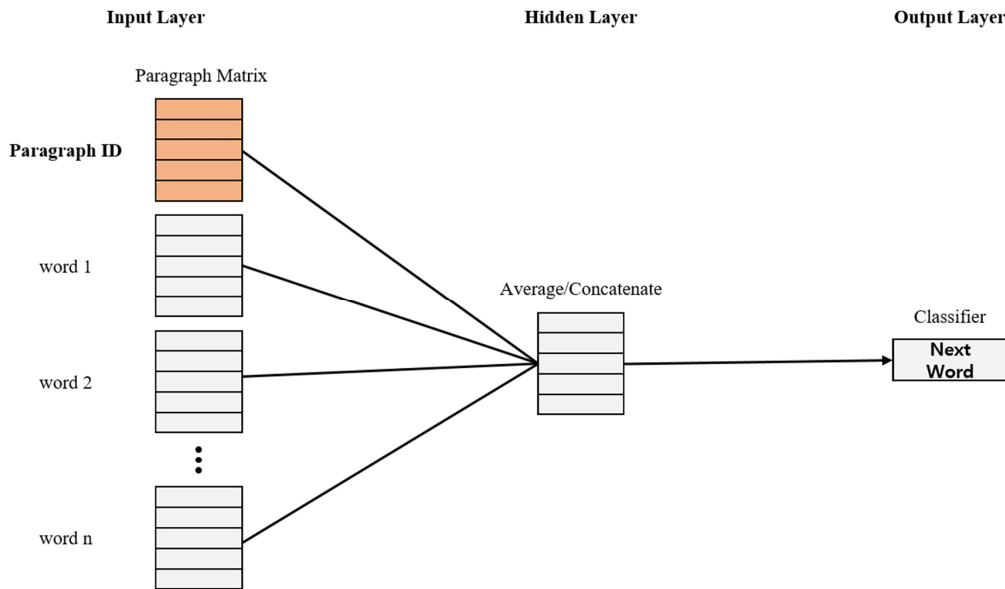 Input Layer
Hidden Layer
Output Layer
Paragraph Matrix
Paragraph ID
word 1
word 2
word n
Average/Concatenate
Classifier
Next
Word